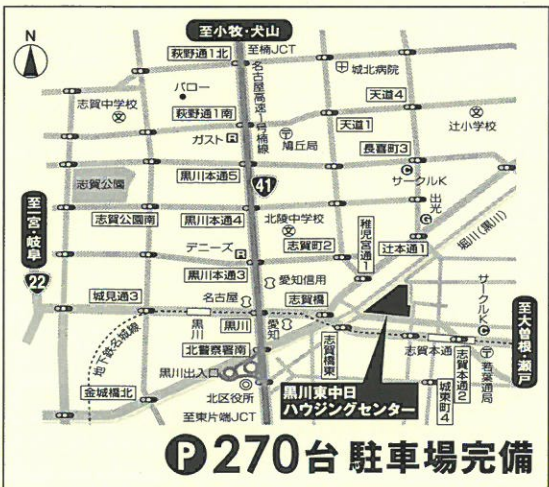 至小牧・犬山
N
萩野通1北
至楠JCT
名古屋高速1号楠線
城北病院
バロー
志賀中学校
天道4
萩野通1南
天道1
辻小学校
ガスト
鳩丘局
長喜町3
志賀公園
黒川本通5
サークルK
41
出光
至一宮・岐阜
志賀公園南
黒川本通4
北陵中学校
稚児宮通1
辻本通1
堀川(黒川)
デニーズ
志賀町2
22
黒川本通3
愛知信用
城見通3
名古屋
志賀橋
サークルK
至大曽根・瀬戸
地下鉄名城線
黒川
黒川
愛知
北警察署南
志賀橋東
志賀本通
志賀本通2
若葉通局
黒川出入口
金城橋北
北区役所
黒川東中日
ハウジングセンター
城東町4
至東片端JCT
P270台 駐車場完備